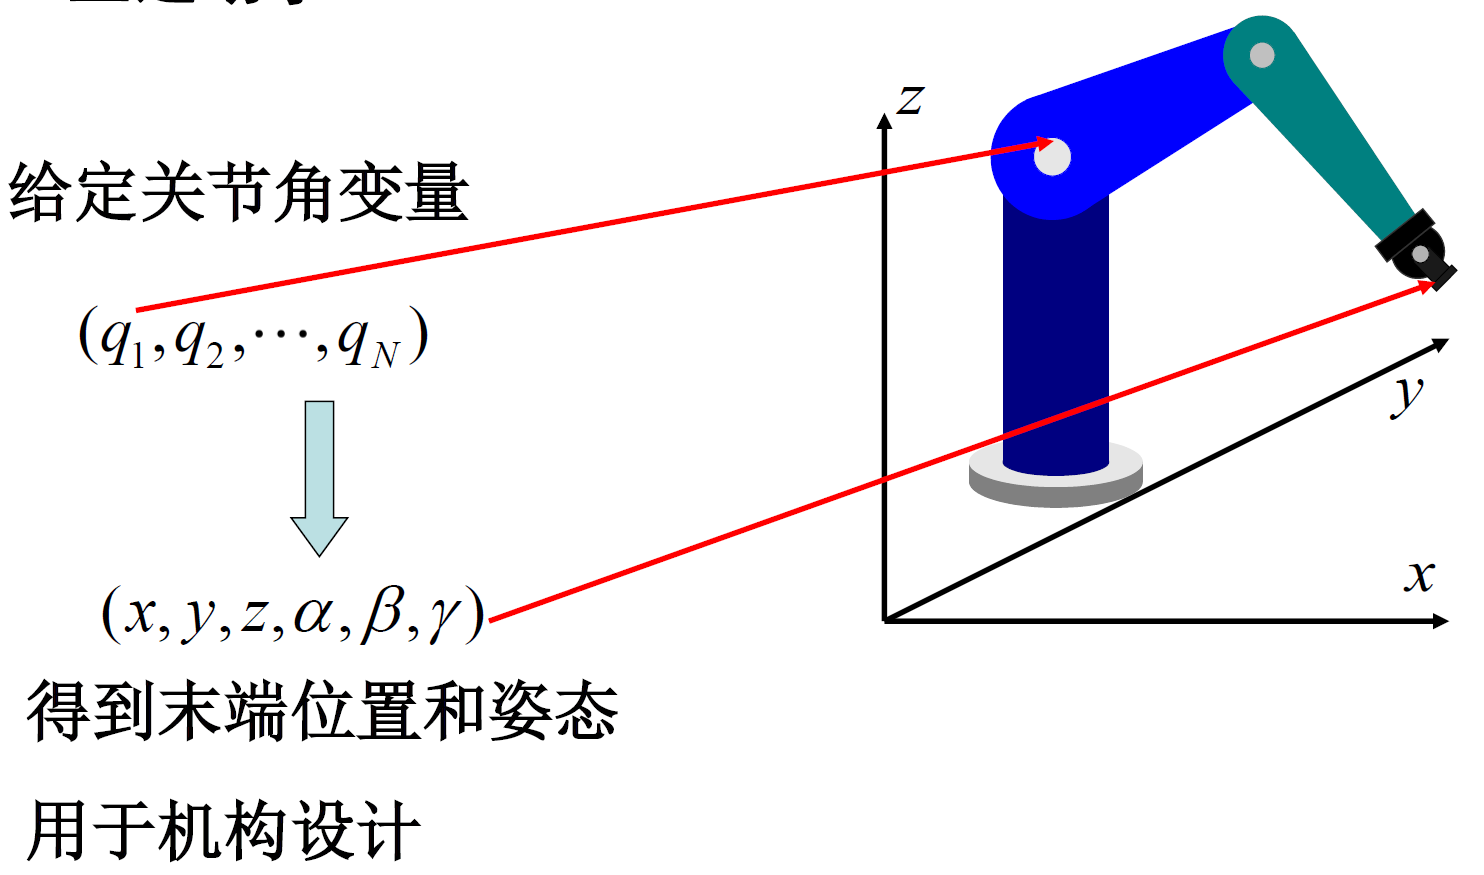 给定关节角变量
(q₁,q₂,⋯,q_N)
(x,y,z,α,β,γ)
得到末端位置和姿态
用于机构设计
z
y
x